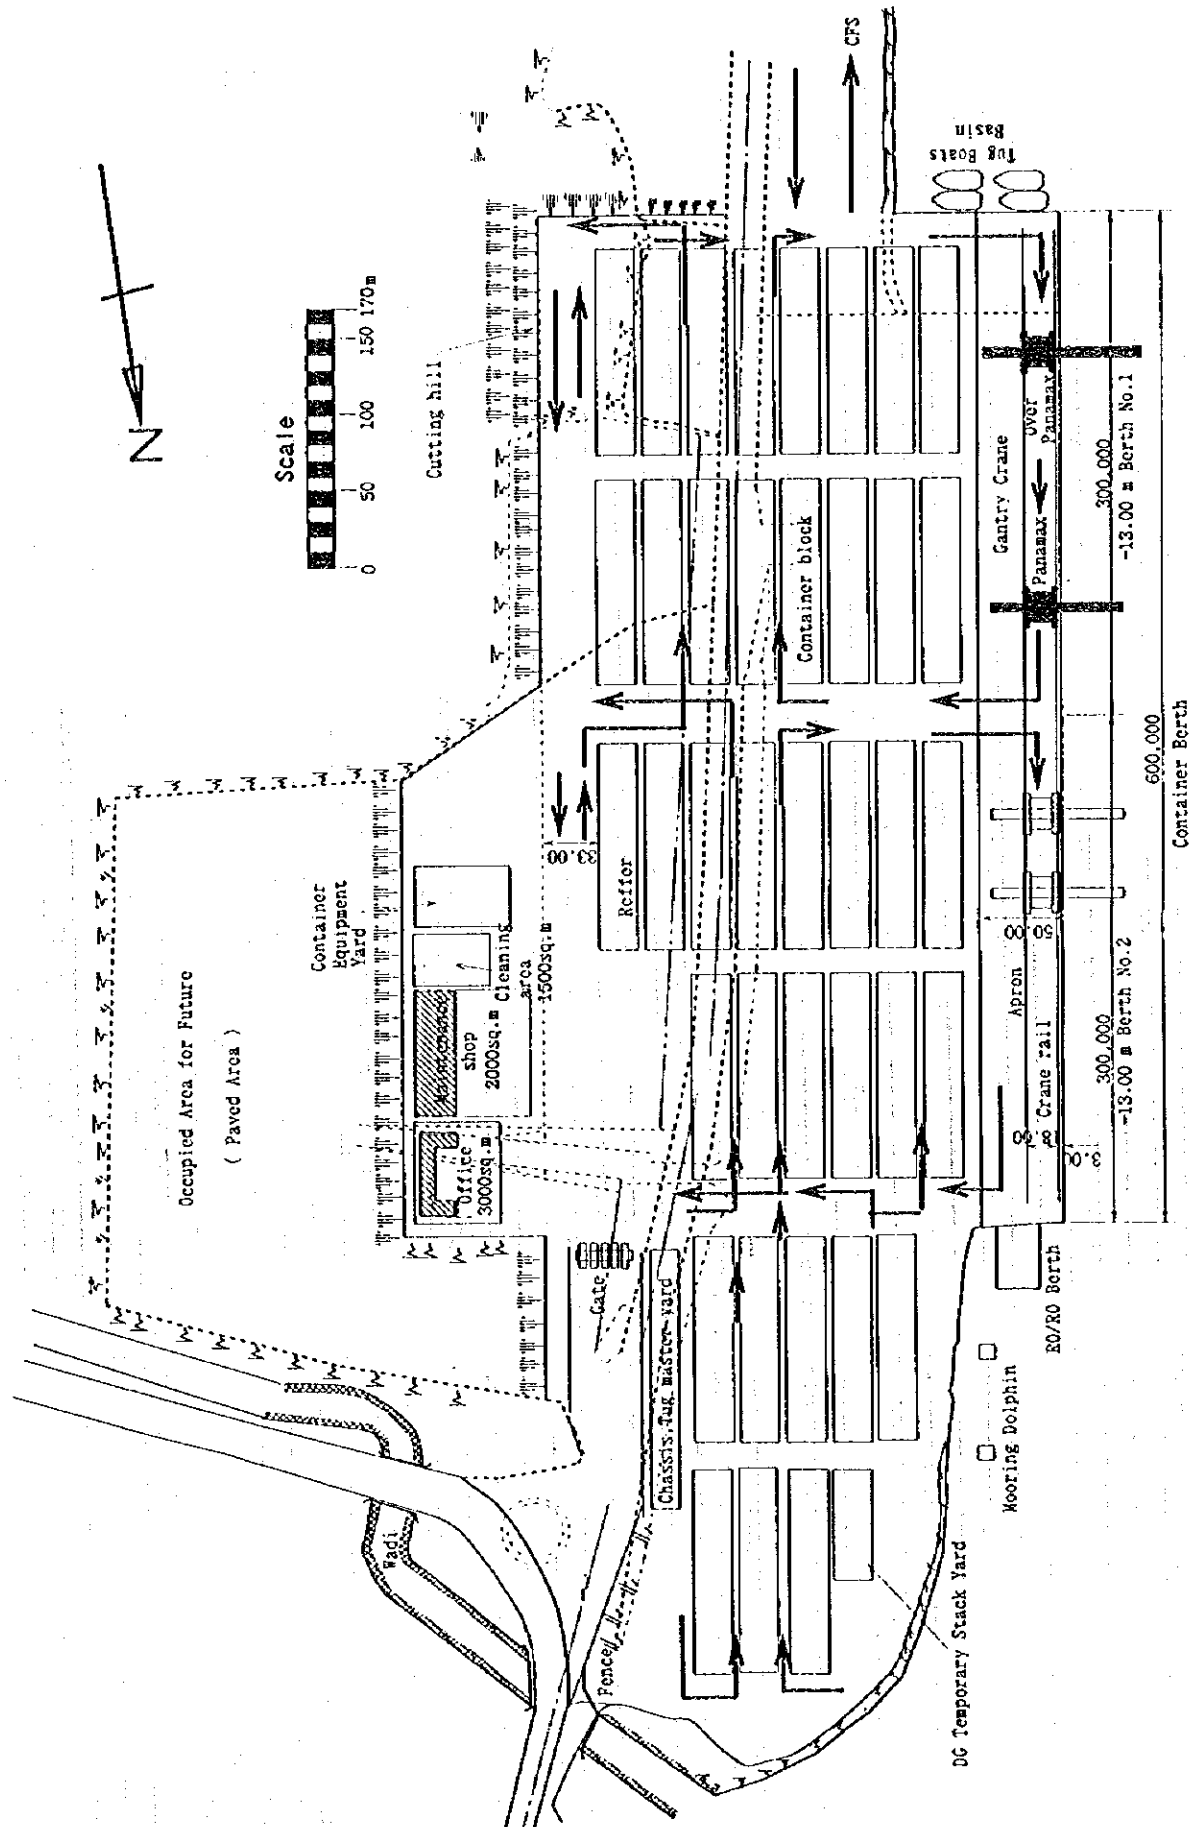 N
Scale
0 50 100 150 170m
Cutting hill
Occupied Area for Future
( Paved Area )
Container
Equipment
Yard
Cleaning
area
1500sq.m
Maintenance
shop
2000sq.m
Office
3000sq.m
Gate
Chassis.Tug master yard
Wadi
Fence
Reffer
33.00
Container block
CFS
Tug Boats
Basin
Gantry Crane
Over
Panamax
Panamax
Apron
50.00
Crane rail
18.00
3.00
300.000
-13.00 m Berth No.1
300.000
-13.00 m Berth No.2
600.000
Container Berth
RO/RO Berth
Mooring Dolphin
DG Temporary Stack Yard